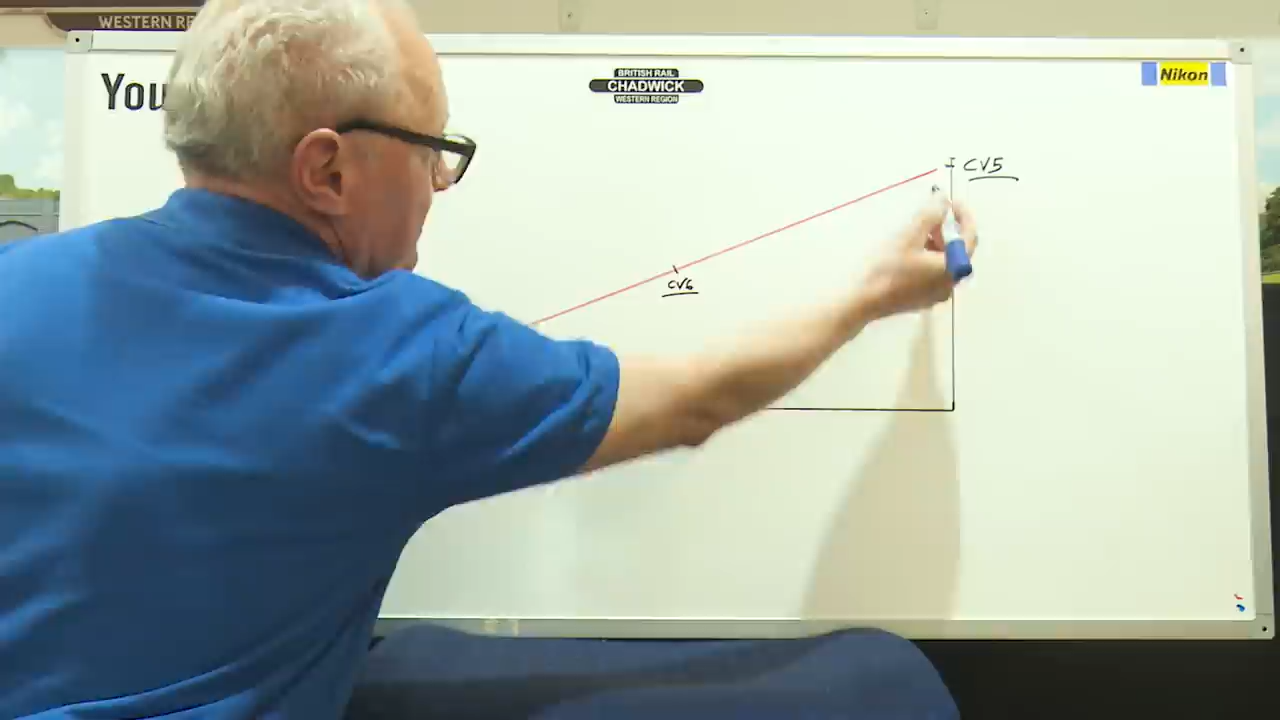 WESTERN RE
You
BRITISH RAIL
CHADWICK
WESTERN REGION
Nikon
CV5
CV6